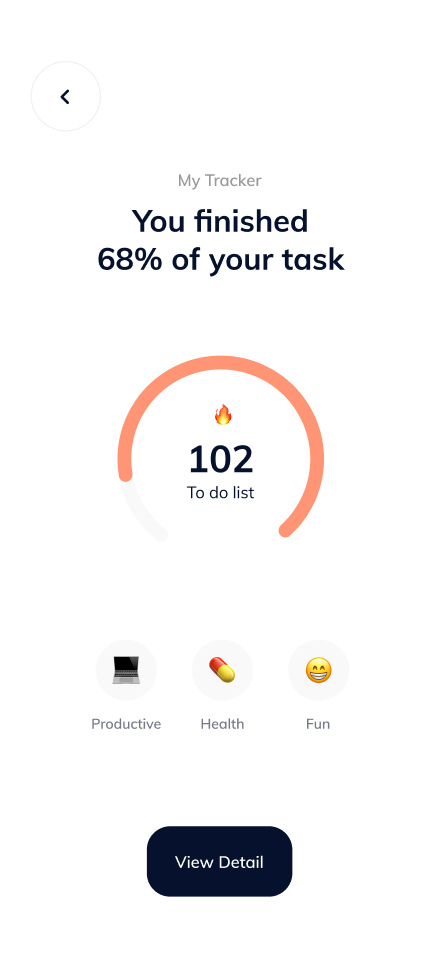 My Tracker
You finished
68% of your task
102
To do list
Productive
Health
Fun
View Detail